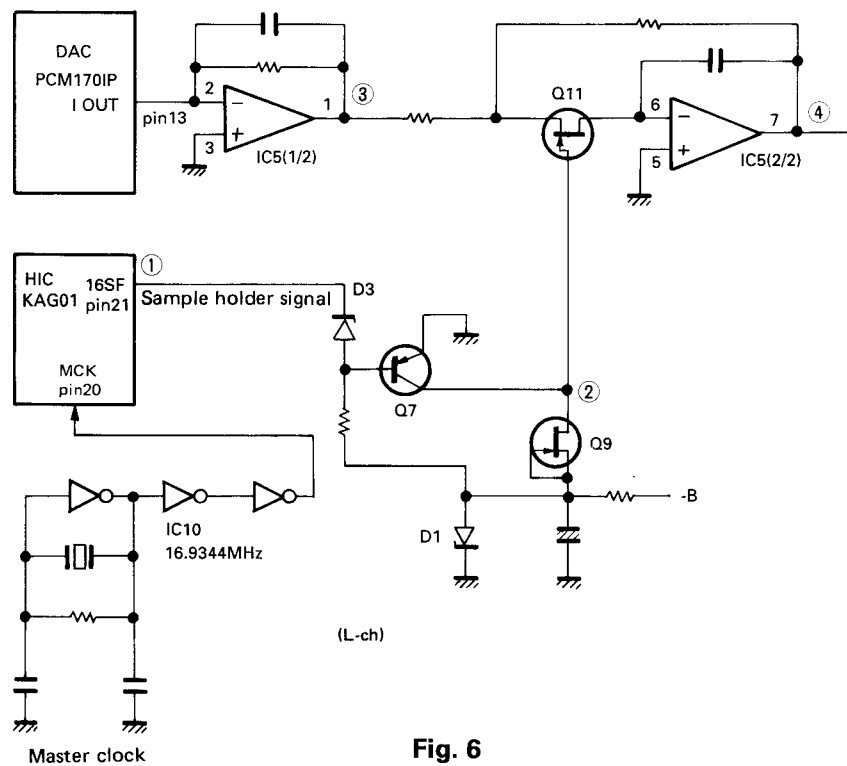 DAC
PCM170IP
I OUT
pin13
2
3
1
③
IC5(1/2)
Q11
6
5
7
④
IC5(2/2)
HIC
KAG01
16SF
pin21
①
Sample holder signal
D3
MCK
pin20
Q7
②
Q9
-B
D1
IC10
16.9344MHz
(L-ch)
Master clock
Fig. 6